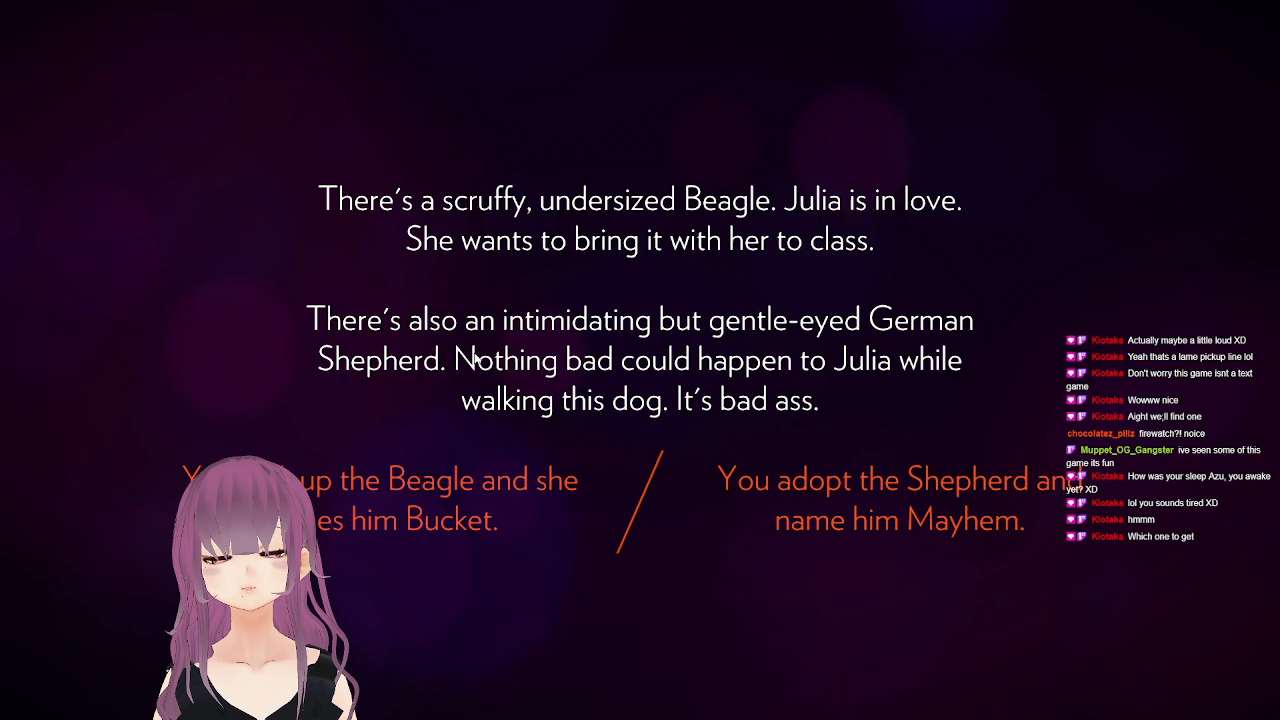 There's a scruffy, undersized Beagle. Julia is in love.
She wants to bring it with her to class.
There's also an intimidating but gentle-eyed German
Shepherd. Nothing bad could happen to Julia while
walking this dog. It's bad ass.
up the Beagle and she
es him Bucket.
You adopt the Shepherd and
name him Mayhem.
Kiotaka Actually maybe a little loud XD
Kiotaka Yeah thats a lame pickup line lol
Kiotaka Don't worry this game isnt a text
game
Kiotaka Wowww nice
Kiotaka Aight we;ll find one
chocolatez_pillz firewatch?! noice
Muppet_OG_Gangster ive seen some of this
game its fun
Kiotaka How was your sleep Azu, you awake
yet? XD
Kiotaka lol you sounds tired XD
Kiotaka hmmm
Kiotaka Which one to get